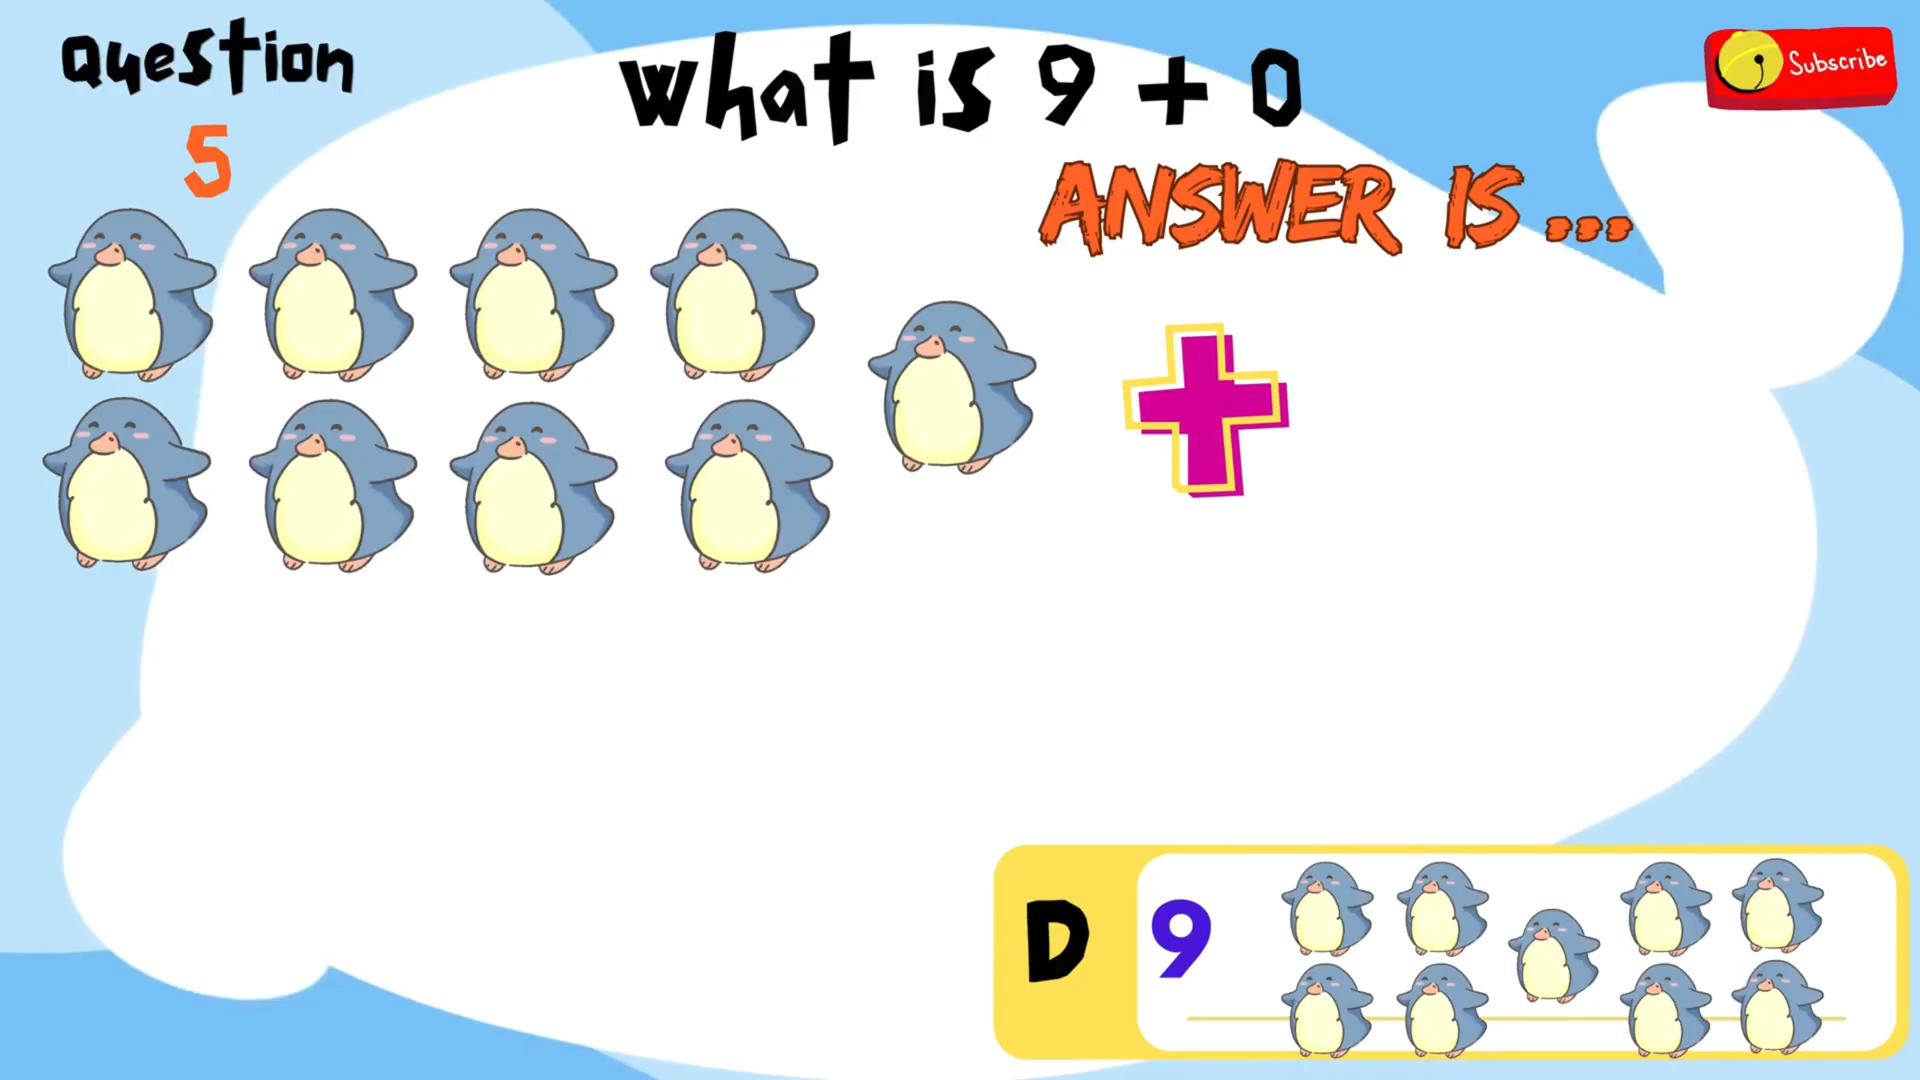 Question
5
What is 9 + 0
Subscribe
ANSWER IS ...
D 9